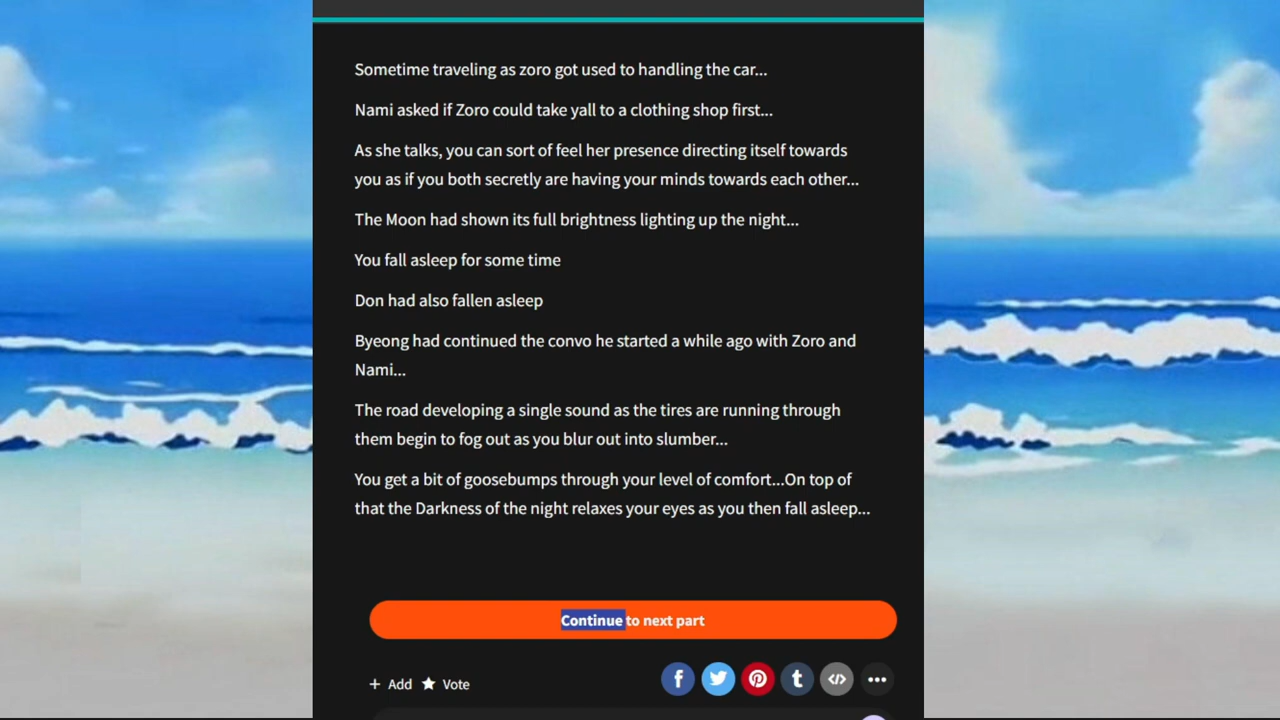 Sometime traveling as zoro got used to handling the car...
Nami asked if Zoro could take yall to a clothing shop first...
As she talks, you can sort of feel her presence directing itself towards
you as if you both secretly are having your minds towards each other...
The Moon had shown its full brightness lighting up the night...
You fall asleep for some time
Don had also fallen asleep
Byeong had continued the convo he started a while ago with Zoro and
Nami...
The road developing a single sound as the tires are running through
them begin to fog out as you blur out into slumber...
You get a bit of goosebumps through your level of comfort...On top of
that the Darkness of the night relaxes your eyes as you then fall asleep...
Continue to next part
+ Add ★ Vote